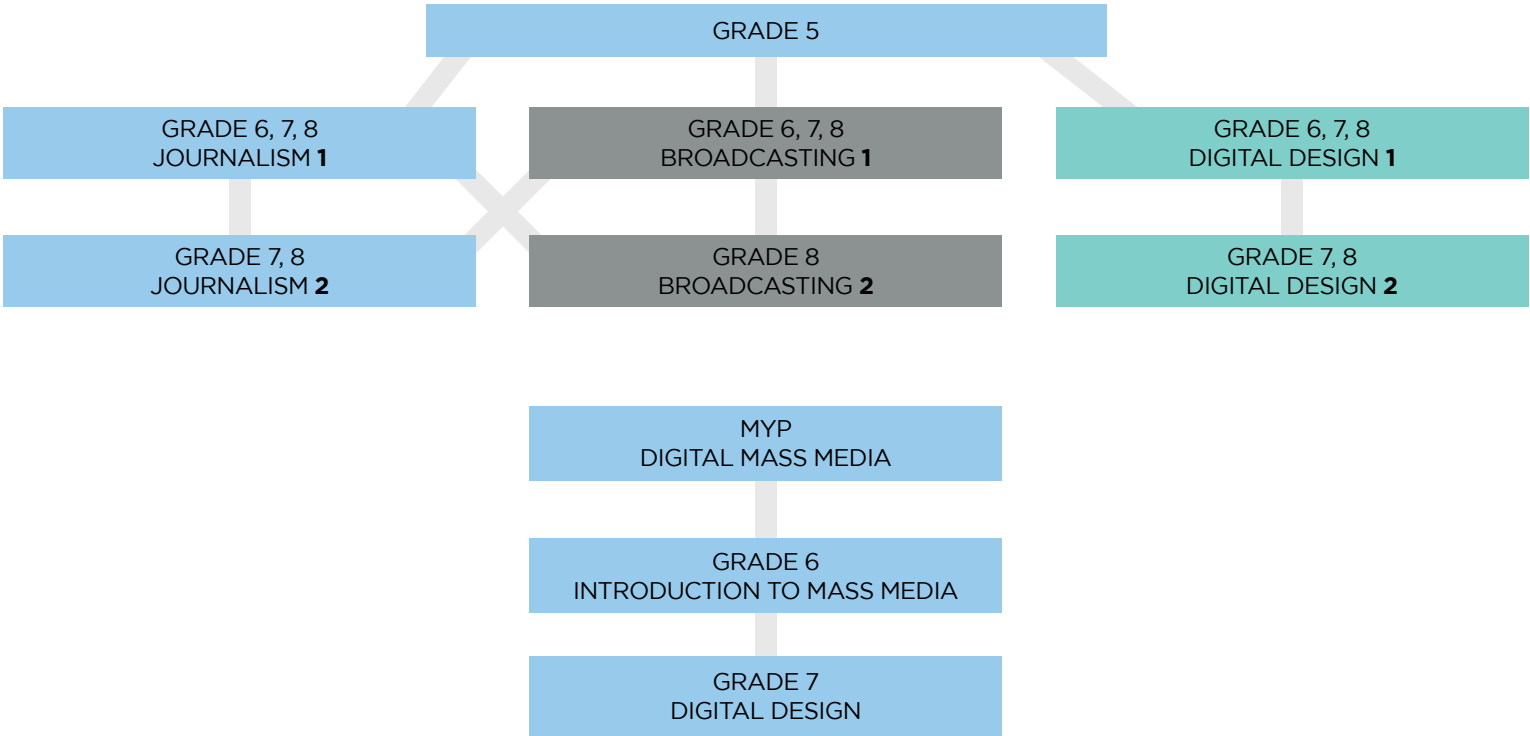 GRADE 5
GRADE 6, 7, 8
JOURNALISM 1
GRADE 6, 7, 8
BROADCASTING 1
GRADE 6, 7, 8
DIGITAL DESIGN 1
GRADE 7, 8
JOURNALISM 2
GRADE 8
BROADCASTING 2
GRADE 7, 8
DIGITAL DESIGN 2
MYP
DIGITAL MASS MEDIA
GRADE 6
INTRODUCTION TO MASS MEDIA
GRADE 7
DIGITAL DESIGN